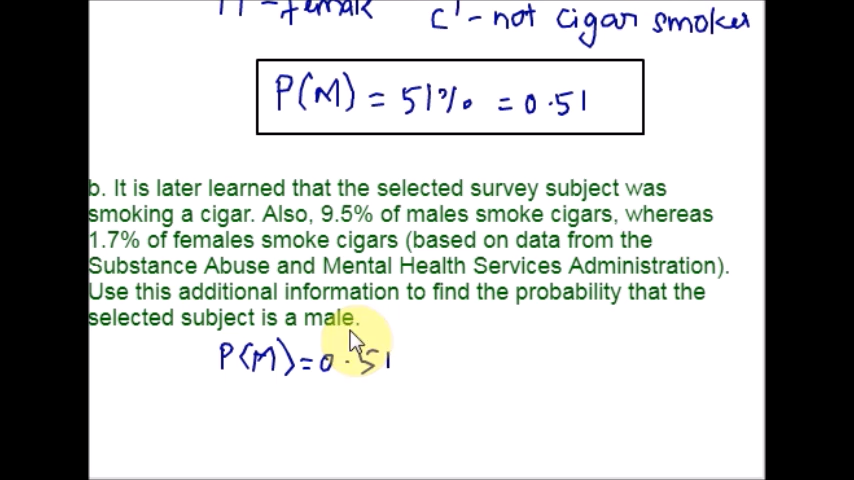 - female
c' - not cigar smoker
P(M) = 51% = 0.51
b. It is later learned that the selected survey subject was
smoking a cigar. Also, 9.5% of males smoke cigars, whereas
1.7% of females smoke cigars (based on data from the
Substance Abuse and Mental Health Services Administration).
Use this additional information to find the probability that the
selected subject is a male.
P(M) = 0.51